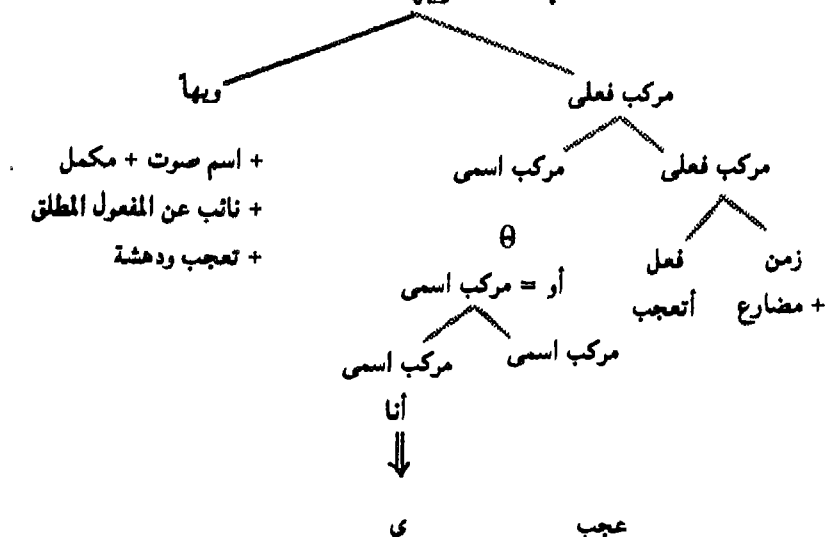 مركب فعلى ويها
+ اسم صوت + مكمل
+ نائب عن المفعول المطلق
+ تعجب ودهشة
مركب فعلى مركب اسمى
زمن فعل
+ مضارع أتعجب
θ
أو = مركب اسمى
مركب اسمى مركب اسمى
أنا
عجب ى